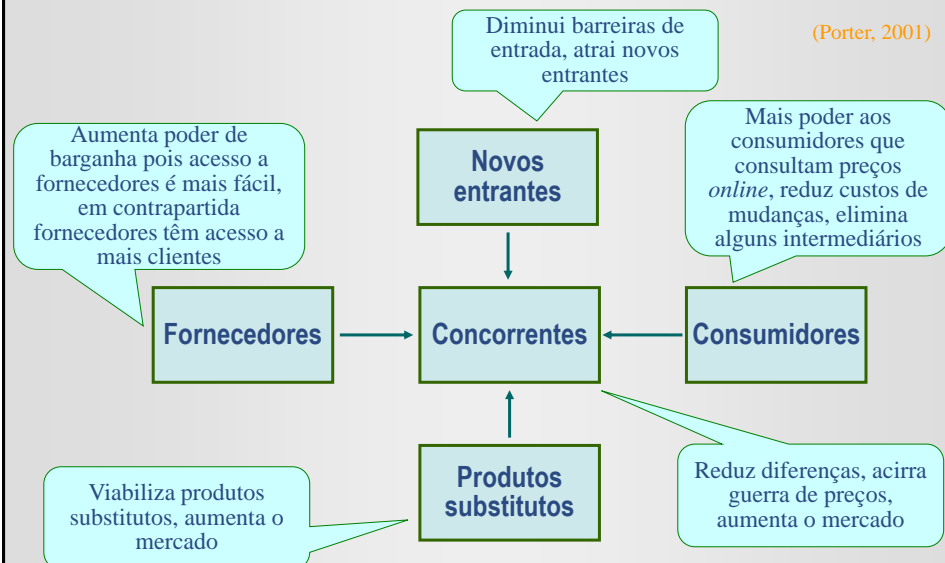 Diminui barreiras de
entrada, atrai novos
entrantes
(Porter, 2001)
Aumenta poder de
barganha pois acesso a
fornecedores é mais fácil,
em contrapartida
fornecedores têm acesso a
mais clientes
Novos
entrantes
Mais poder aos
consumidores que
consultam preços
online, reduz custos de
mudanças, elimina
alguns intermediários
Fornecedores
Concorrentes
Consumidores
Viabiliza produtos
substitutos, aumenta o
mercado
Produtos
substitutos
Reduz diferenças, acirra
guerra de preços,
aumenta o mercado